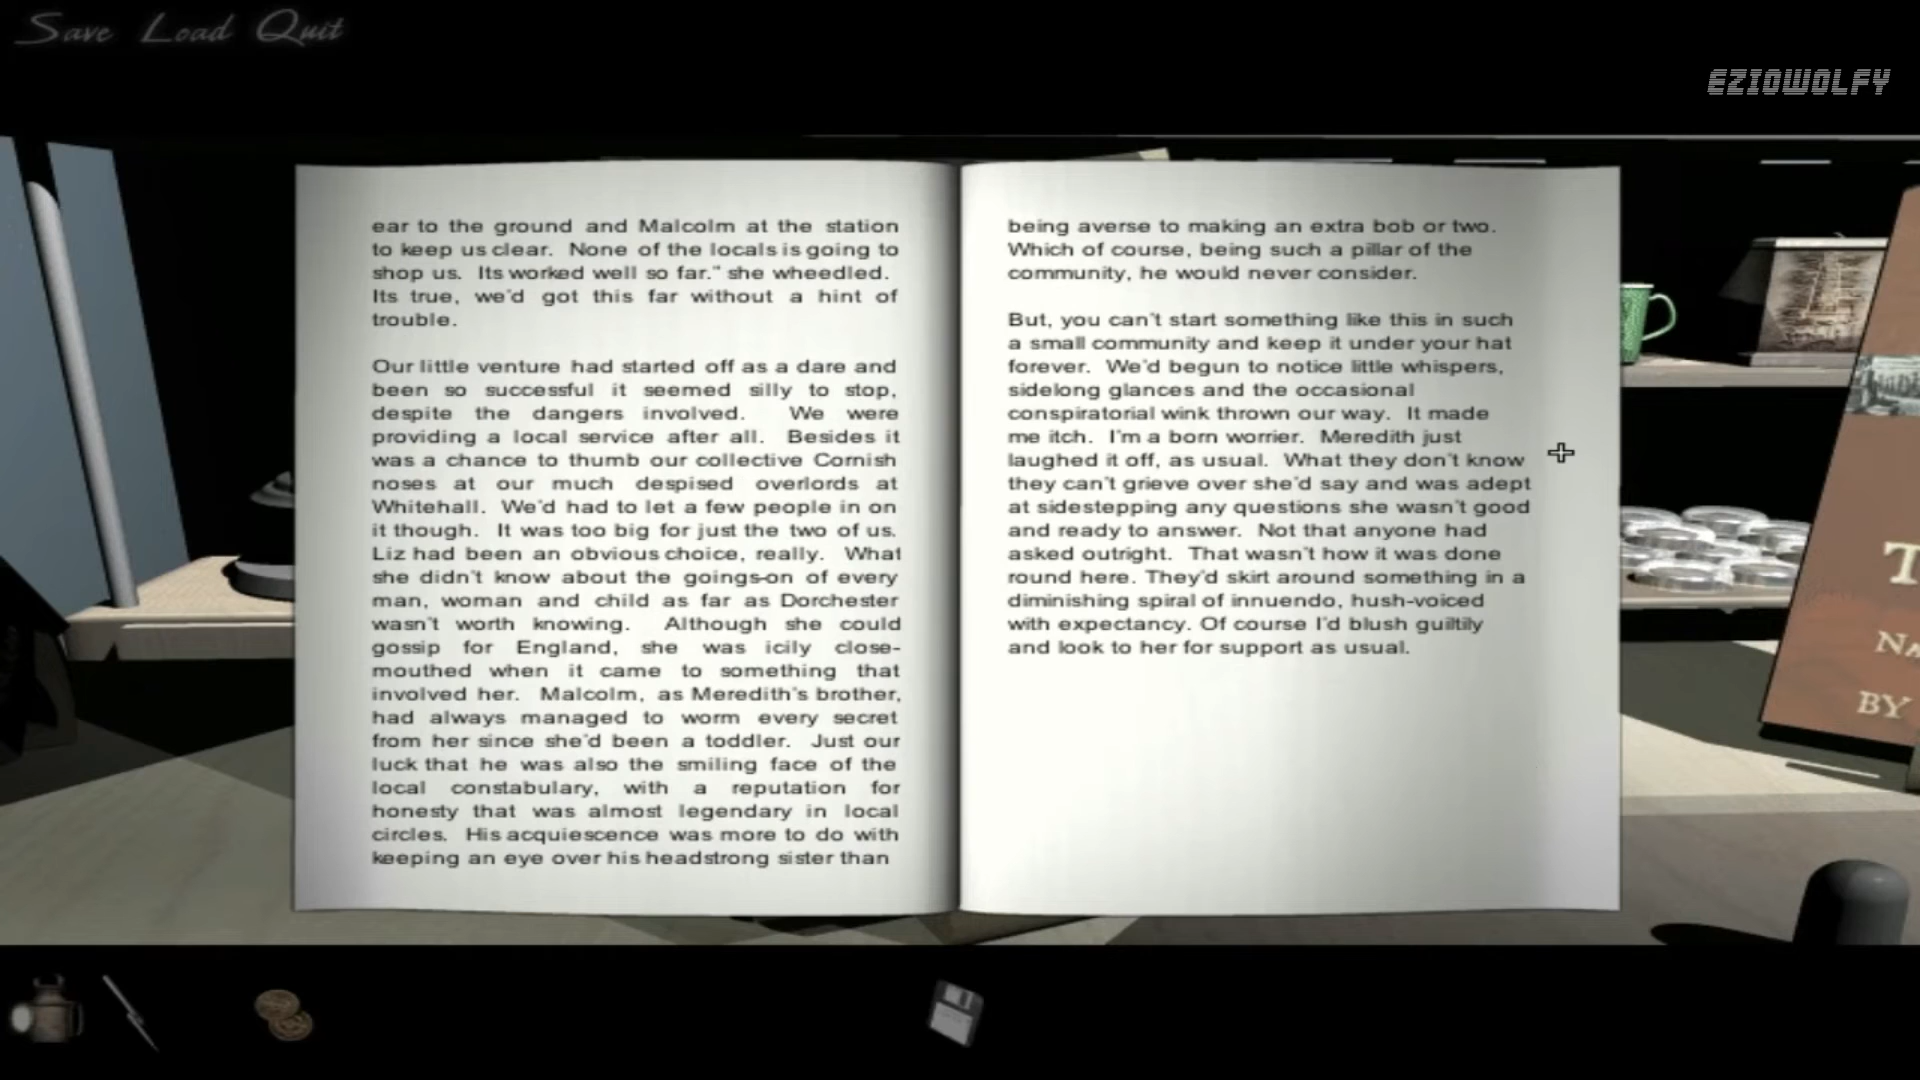 Save Load Quit
EZIOWOLFY
ear to the ground and Malcolm at the station
to keep us clear. None of the locals is going to
shop us. Its worked well so far." she wheedled.
Its true, we'd got this far without a hint of
trouble.
Our little venture had started off as a dare and
been so successful it seemed silly to stop,
despite the dangers involved. We were
providing a local service after all. Besides it
was a chance to thumb our collective Cornish
noses at our much despised overlords at
Whitehall. We'd had to let a few people in on
it though. It was too big for just the two of us.
Liz had been an obvious choice, really. What
she didn't know about the goings-on of every
man, woman and child as far as Dorchester
wasn't worth knowing. Although she could
gossip for England, she was icily close-
mouthed when it came to something that
involved her. Malcolm, as Meredith's brother,
had always managed to worm every secret
from her since she'd been a toddler. Just our
luck that he was also the smiling face of the
local constabulary, with a reputation for
honesty that was almost legendary in local
circles. His acquiescence was more to do with
keeping an eye over his headstrong sister than
being averse to making an extra bob or two.
Which of course, being such a pillar of the
community, he would never consider.
But, you can't start something like this in such
a small community and keep it under your hat
forever. We'd begun to notice little whispers,
sidelong glances and the occasional
conspiratorial wink thrown our way. It made
me itch. I'm a born worrier. Meredith just
laughed it off, as usual. What they don't know
they can't grieve over she'd say and was adept
at sidestepping any questions she wasn't good
and ready to answer. Not that anyone had
asked outright. That wasn't how it was done
round here. They'd skirt around something in a
diminishing spiral of innuendo, hush-voiced
with expectancy. Of course I'd blush guiltily
and look to her for support as usual.
T
NA
BY